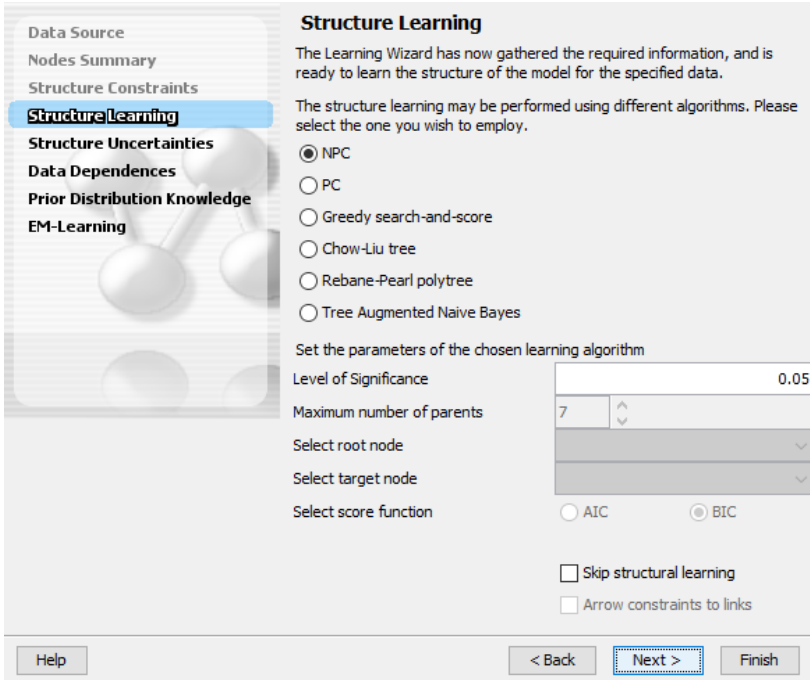 Data Source
Nodes Summary
Structure Constraints
Structure Learning
Structure Uncertainties
Data Dependences
Prior Distribution Knowledge
EM-Learning
Structure Learning
The Learning Wizard has now gathered the required information, and is
ready to learn the structure of the model for the specified data.
The structure learning may be performed using different algorithms. Please
select the one you wish to employ.
NPC
PC
Greedy search-and-score
Chow-Liu tree
Rebane-Pearl polytree
Tree Augmented Naive Bayes
Set the parameters of the chosen learning algorithm
Level of Significance 0.05
Maximum number of parents 7
Select root node
Select target node
Select score function AIC BIC
Skip structural learning
Arrow constraints to links
Help < Back Next > Finish